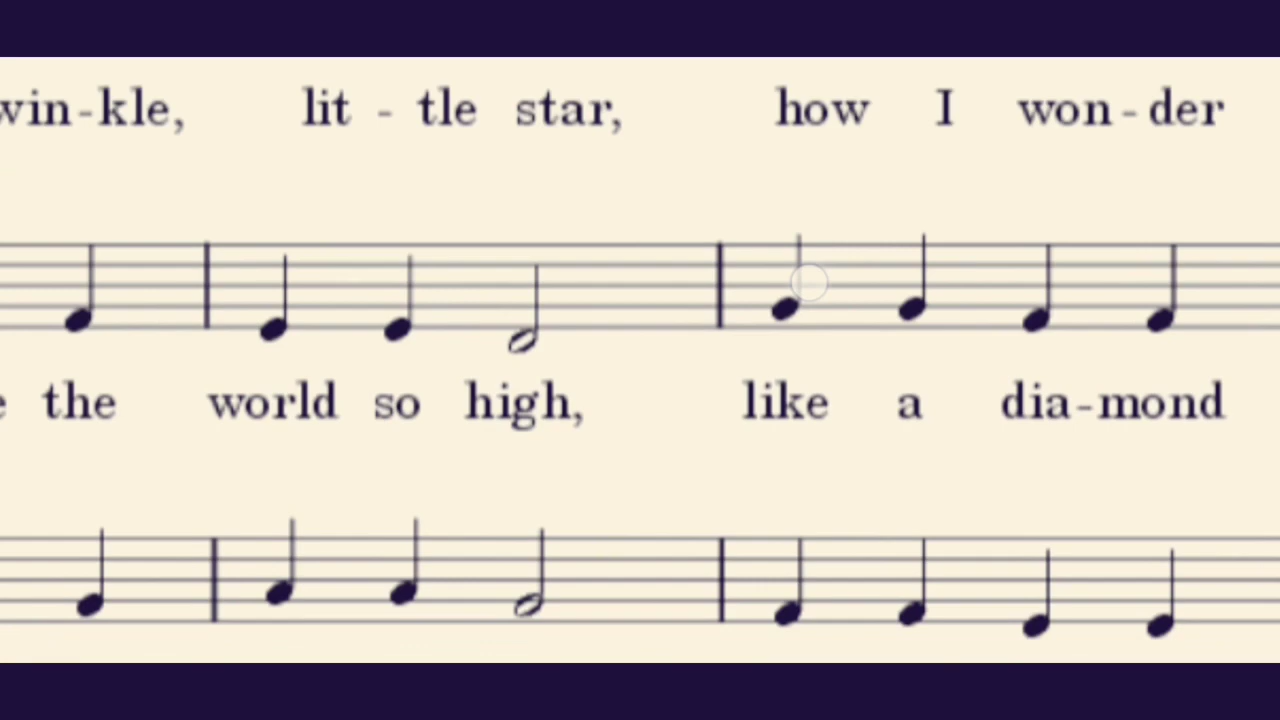 win-kle, lit - tle star, how I won-der
the world so high, like a dia-mond